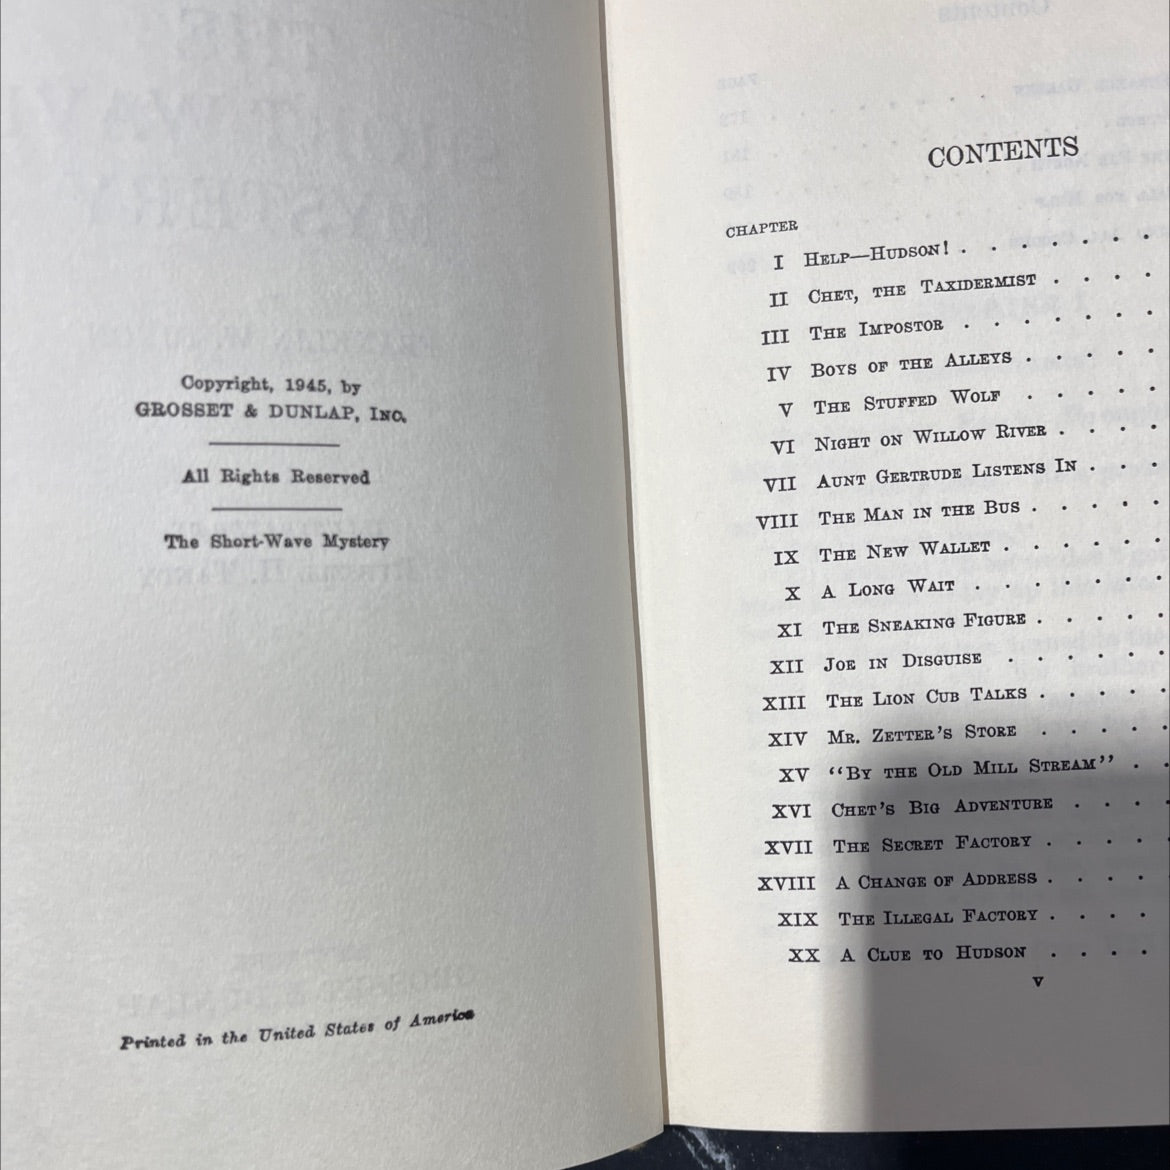 Copyright, 1945, by
GROSSET & DUNLAP, INC.
All Rights Reserved
The Short-Wave Mystery
Printed in the United States of America
CONTENTS
CHAPTER
I HELP—HUDSON! . . . . . . .
II CHET, THE TAXIDERMIST . . . .
III THE IMPOSTOR . . . . . . .
IV BOYS OF THE ALLEYS . . . . .
V THE STUFFED WOLF . . . . .
VI NIGHT ON WILLOW RIVER . . . .
VII AUNT GERTRUDE LISTENS IN . . .
VIII THE MAN IN THE BUS . . . . .
IX THE NEW WALLET . . . . . .
X A LONG WAIT . . . . . . .
XI THE SNEAKING FIGURE . . . . .
XII JOE IN DISGUISE . . . . . .
XIII THE LION CUB TALKS . . . . .
XIV MR. ZETTER'S STORE . . . . .
XV "BY THE OLD MILL STREAM" . .
XVI CHET'S BIG ADVENTURE . . . .
XVII THE SECRET FACTORY . . . .
XVIII A CHANGE OF ADDRESS . . . .
XIX THE ILLEGAL FACTORY . . . .
XX A CLUE TO HUDSON . . . .
v